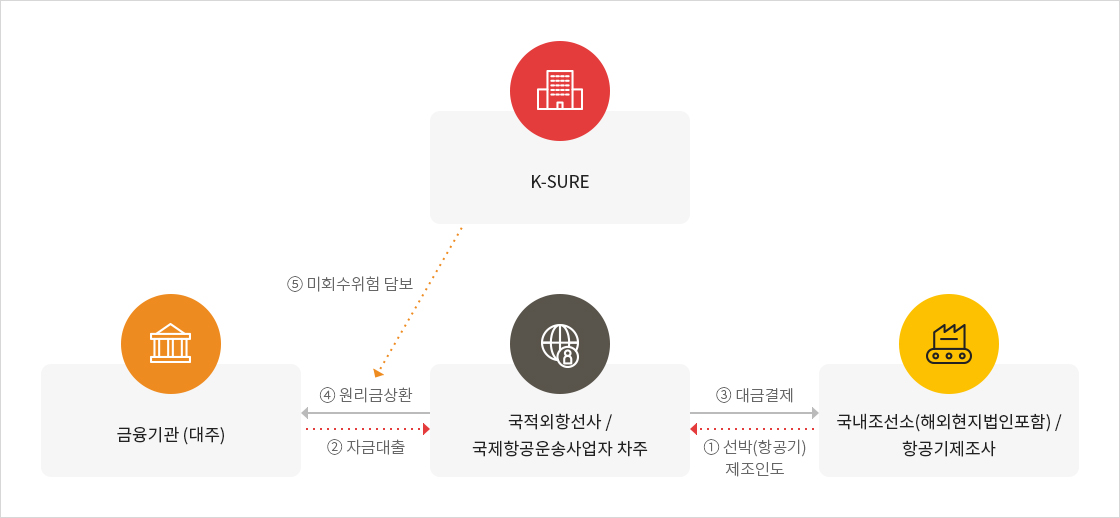 K-SURE
⑤ 미회수위험 담보
④ 원리금상환
③ 대금결제
금융기관 (대주)
국적외항선사 /
국제항공운송사업자 차주
국내조선소(해외현지법인포함) /
항공기제조사
② 자금대출
① 선박(항공기)
제조인도